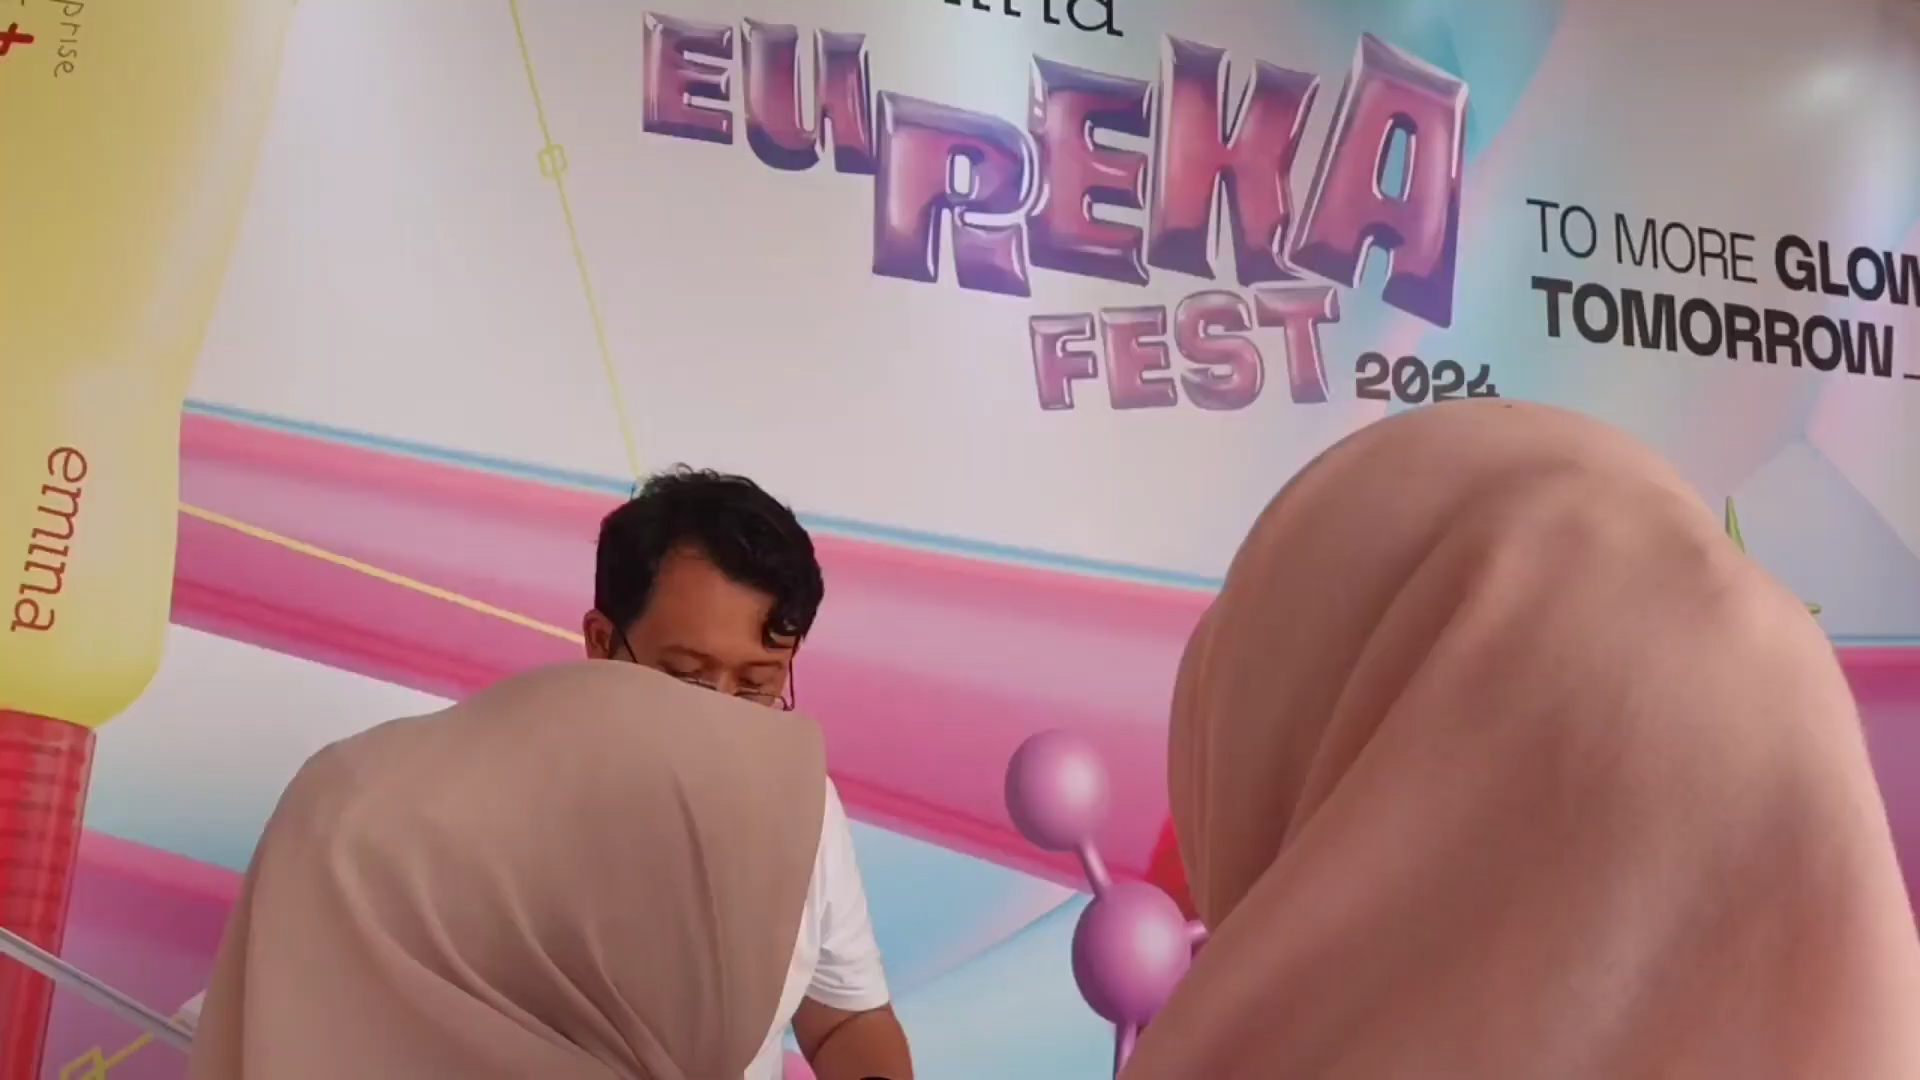 EUREKA
FEST 2024
TO MORE GLOW
TOMORROW
emina